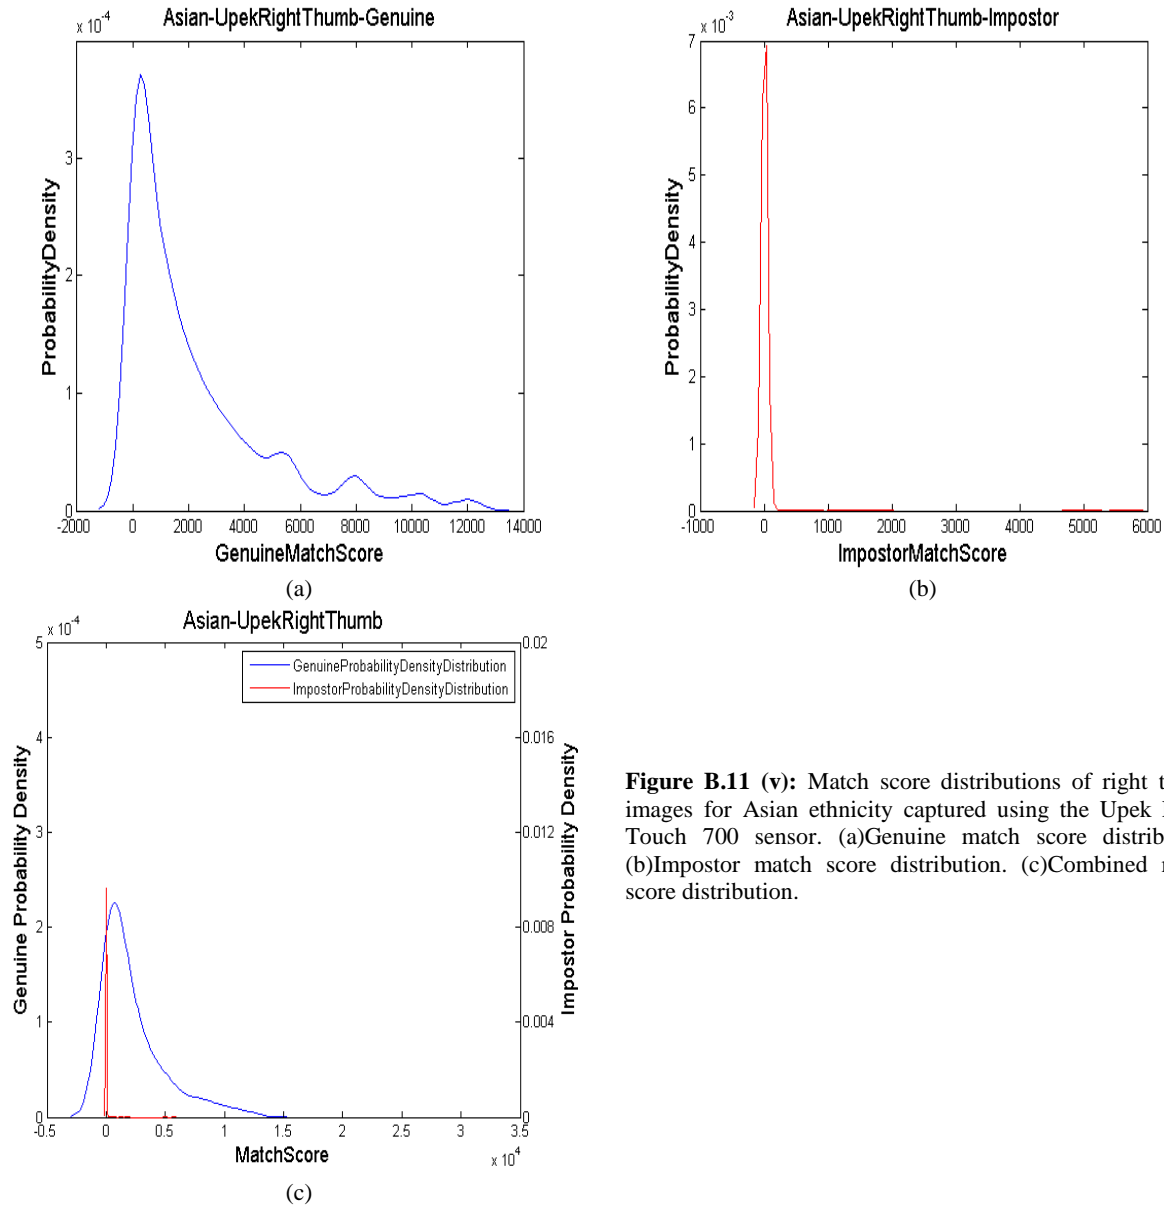 Asian-UpekRightThumb-Genuine
x 10^-4
3
2
1
0
-2000 0 2000 4000 6000 8000 10000 12000 14000
ProbabilityDensity
GenuineMatchScore
(a)
Asian-UpekRightThumb-Impostor
x 10^-3
7
6
5
4
3
2
1
0
-1000 0 1000 2000 3000 4000 5000 6000
ProbabilityDensity
ImpostorMatchScore
(b)
Asian-UpekRightThumb
x 10^-4
5
4
3
2
1
0
0.02
0.016
0.012
0.008
0.004
0
-0.5 0 0.5 1 1.5 2 2.5 3 3.5
x 10^4
GenuineProbabilityDensityDistribution
ImpostorProbabilityDensityDistribution
Genuine Probability Density
Impostor Probability Density
MatchScore
(c)
Figure B.11 (v): Match score distributions of right
images for Asian ethnicity captured using the Upek
Touch 700 sensor. (a)Genuine match score
(b)Impostor match score distribution. (c)Combined
score distribution.